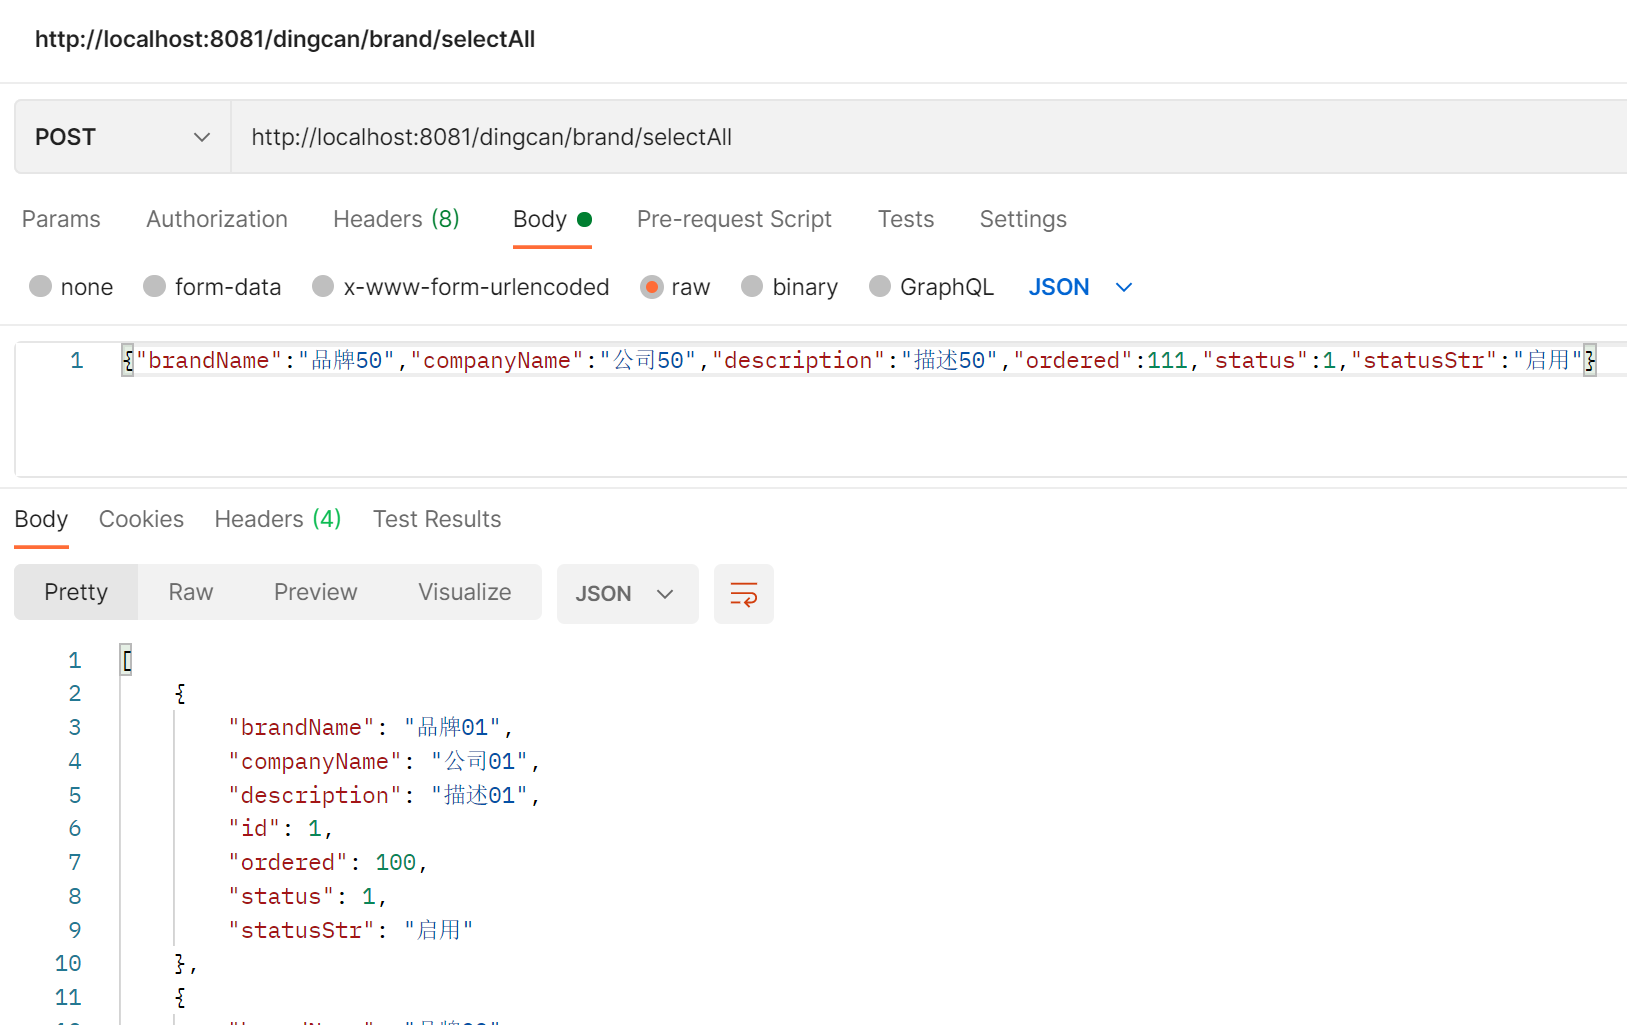 http://localhost:8081/dingcan/brand/selectAll
POST http://localhost:8081/dingcan/brand/selectAll
Params Authorization Headers (8) Body Pre-request Script Tests Settings
none form-data x-www-form-urlencoded raw binary GraphQL JSON
1 {"brandName":"品牌50","companyName":"公司50","description":"描述50","ordered":111,"status":1,"statusStr":"启用"}
Body Cookies Headers (4) Test Results
Pretty Raw Preview Visualize JSON
1 [
2 {
3 "brandName": "品牌01",
4 "companyName": "公司01",
5 "description": "描述01",
6 "id": 1,
7 "ordered": 100,
8 "status": 1,
9 "statusStr": "启用"
10 },
11 {